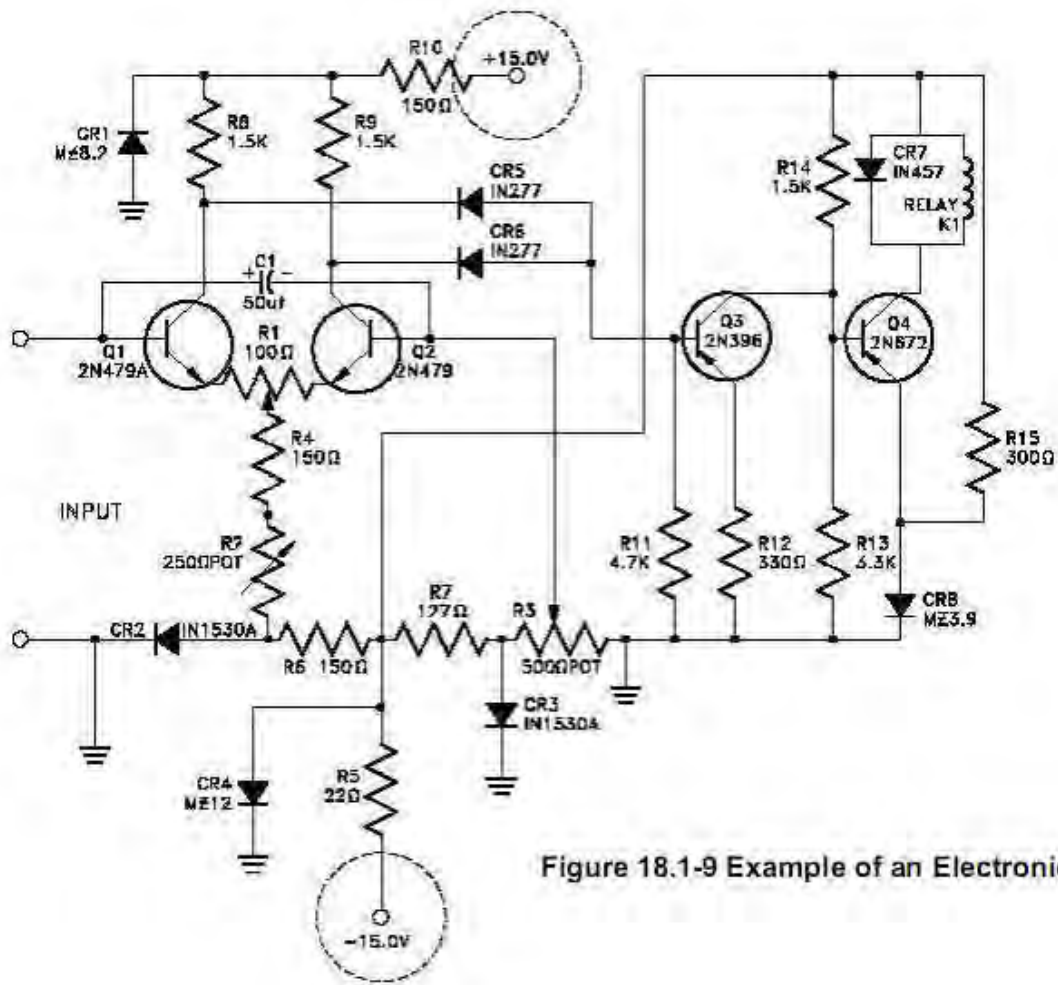 R10
+15.0V
150Ω
R8
1.5K
R9
1.5K
CR1
MZ8.2
CR5
IN277
CR6
IN277
R14
1.5K
CR7
IN457
RELAY
K1
+ C1 -
50uf
Q1
2N479A
R1
100Ω
Q2
2N479
Q3
2N396
Q4
R4
150Ω
R15
300Ω
INPUT
250ΩPOT
R11
4.7K
R12
330Ω
R13
R7
127Ω
CR2
IN1530A
R6 150Ω
500ΩPOT
CR8
MZ3.9
CR3
IN1530A
CR4
MZ12
R5
22Ω
-15.0V
Figure 18.1-9 Example of an Electronic